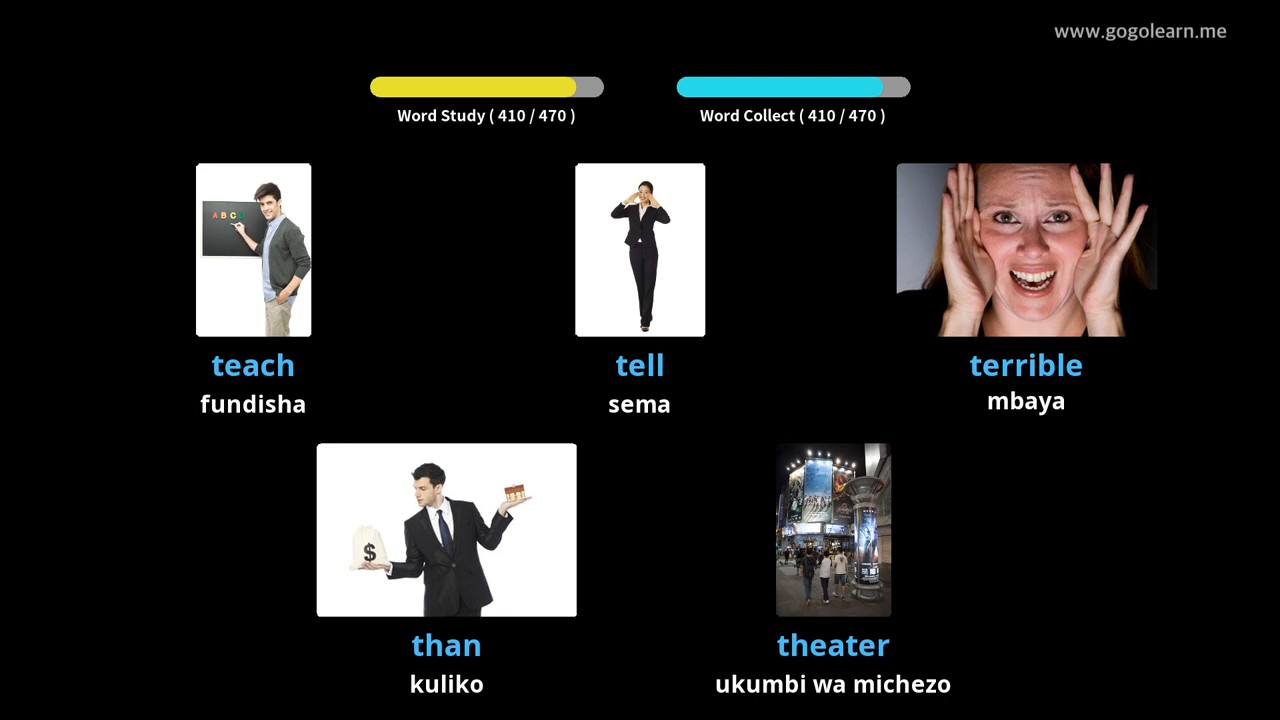 www.gogolearn.me
Word Study ( 410 / 470 )
Word Collect ( 410 / 470 )
A B C D
teach
fundisha
tell
sema
terrible
mbaya
$
than
kuliko
theater
ukumbi wa michezo